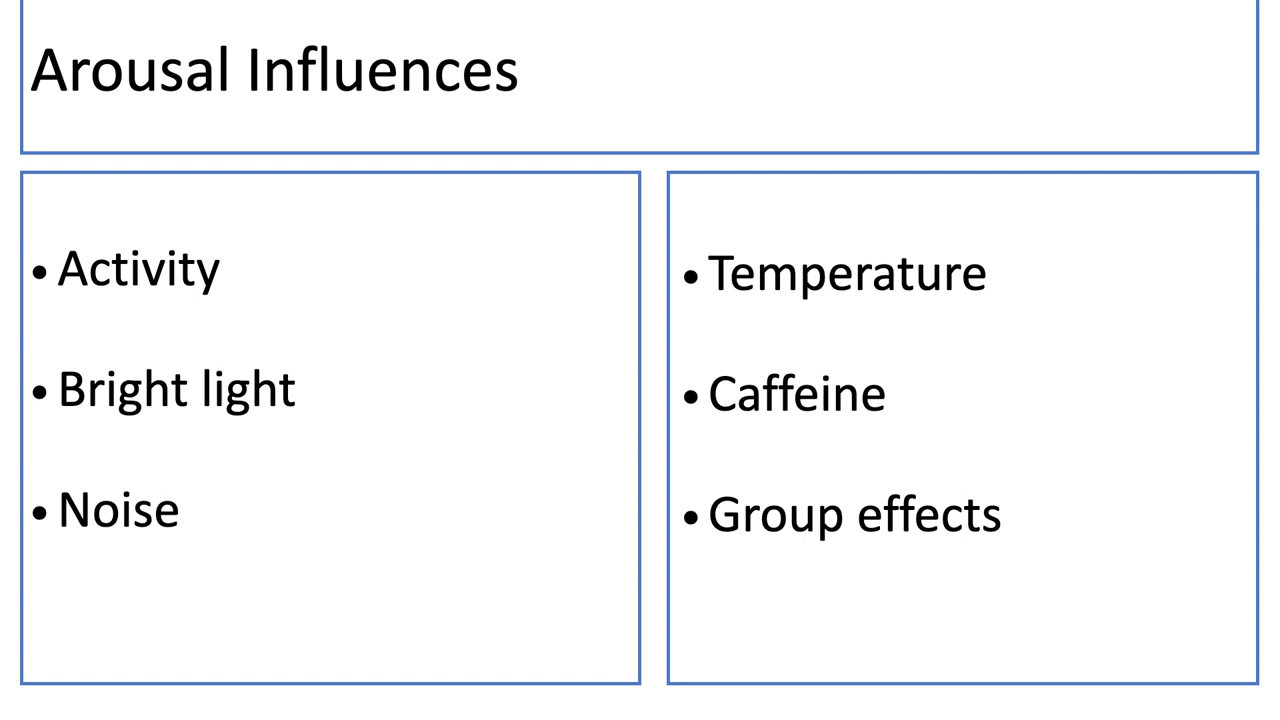 Arousal Influences
• Activity
• Bright light
• Noise
• Temperature
• Caffeine
• Group effects